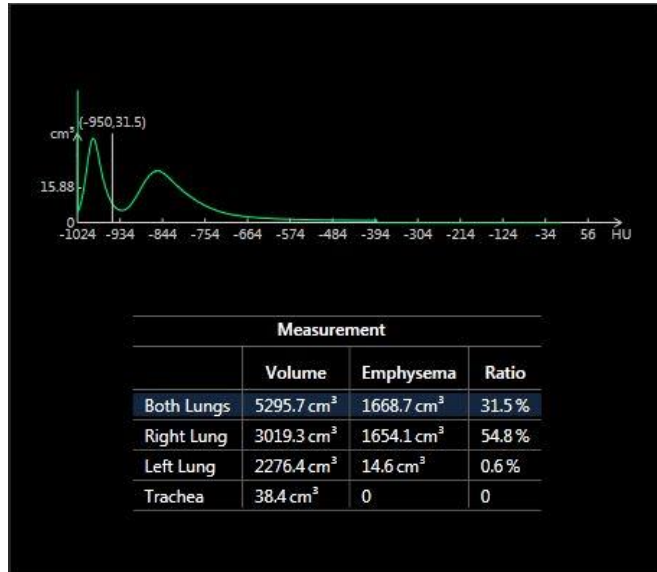 (-950,31.5)
cm³
15.88
0
-1024 -934 -844 -754 -664 -574 -484 -394 -304 -214 -124 -34 56 HU
Measurement
Volume Emphysema Ratio
Both Lungs 5295.7 cm³ 1668.7 cm³ 31.5 %
Right Lung 3019.3 cm³ 1654.1 cm³ 54.8 %
Left Lung 2276.4 cm³ 14.6 cm³ 0.6 %
Trachea 38.4 cm³ 0 0